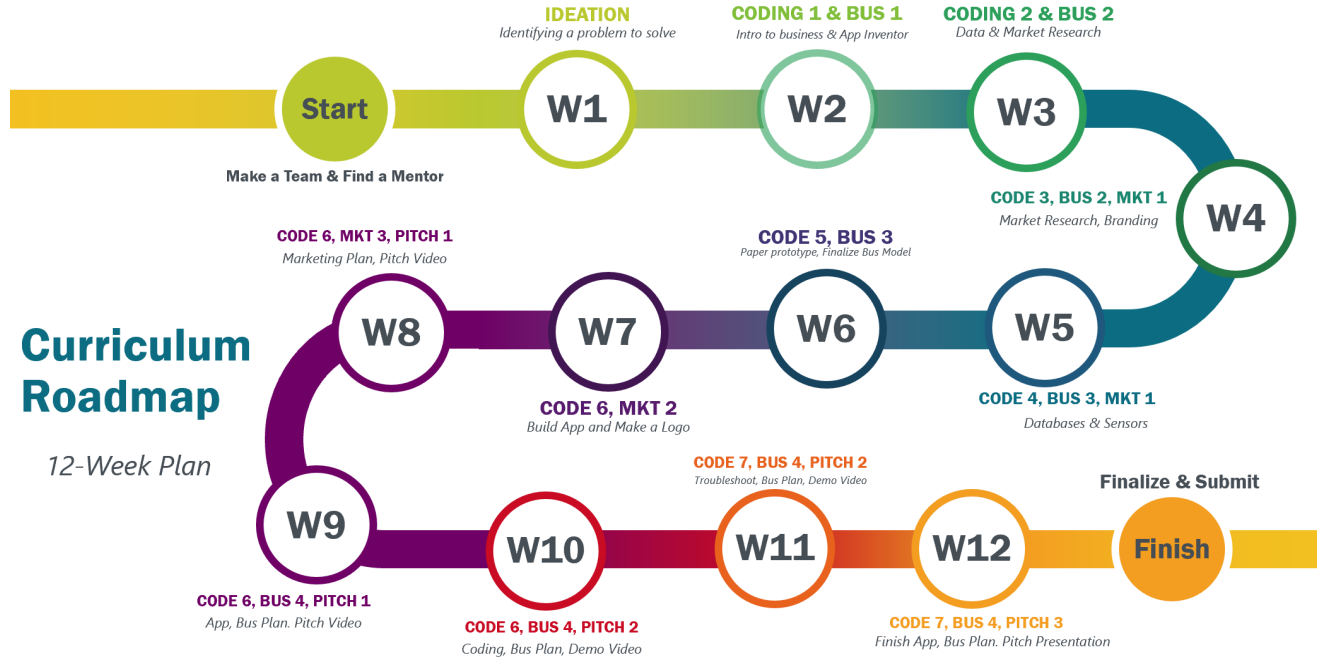 IDEATION
Identifying a problem to solve
CODING 1 & BUS 1
Intro to business & App Inventor
CODING 2 & BUS 2
Data & Market Research
Start
W1
W2
W3
Make a Team & Find a Mentor
CODE 3, BUS 2, MKT 1
Market Research, Branding
W4
CODE 6, MKT 3, PITCH 1
Marketing Plan, Pitch Video
CODE 5, BUS 3
Paper prototype, Finalize Bus Model
W8
W7
W6
W5
Curriculum
Roadmap
12-Week Plan
CODE 6, MKT 2
Build App and Make a Logo
CODE 4, BUS 3, MKT 1
Databases & Sensors
CODE 7, BUS 4, PITCH 2
Troubleshoot, Bus Plan, Demo Video
Finalize & Submit
W9
W10
W11
W12
Finish
CODE 6, BUS 4, PITCH 1
App, Bus Plan. Pitch Video
CODE 6, BUS 4, PITCH 2
Coding, Bus Plan, Demo Video
CODE 7, BUS 4, PITCH 3
Finish App, Bus Plan. Pitch Presentation